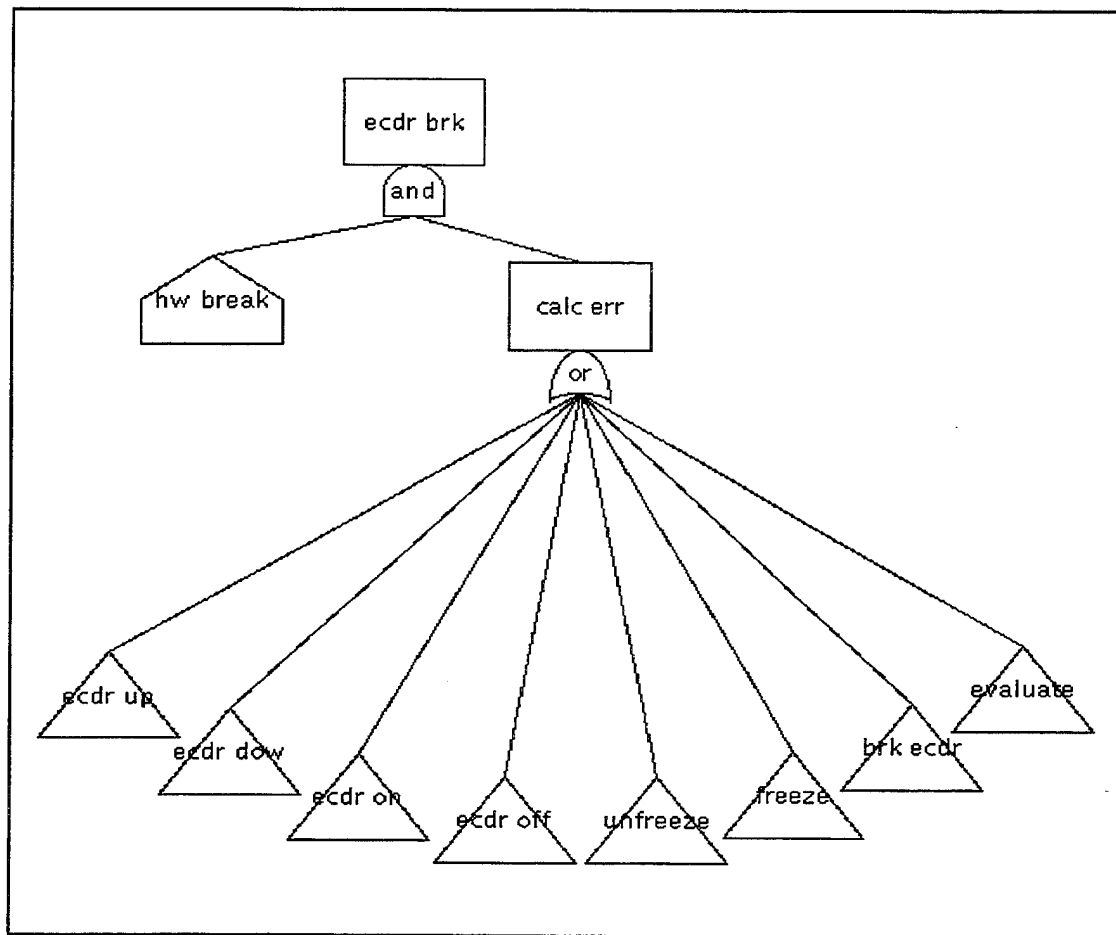 ecdr brk
and
hw break
calc err
or
ecdr up
ecdr dow
ecdr on
ecdr off
unfreeze
freeze
brk ecdr
evaluate